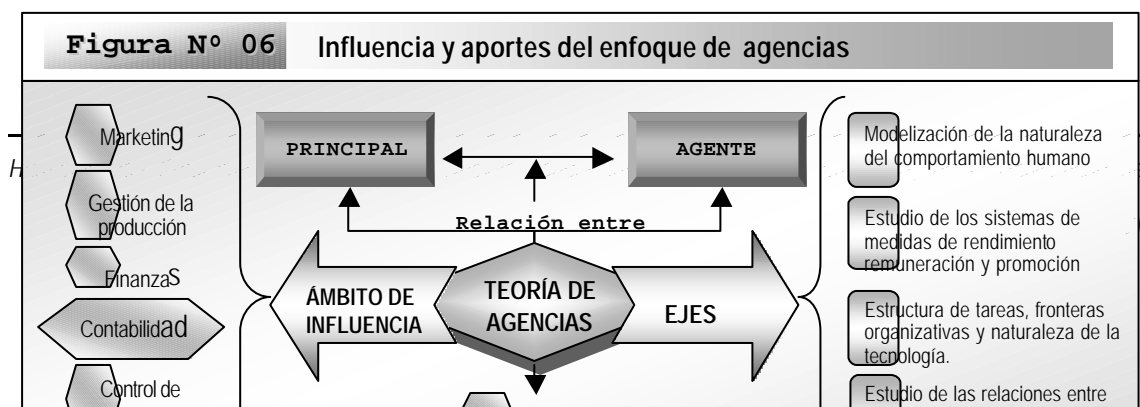 Figura Nº 06
Influencia y aportes del enfoque de agencias
Marketing
Gestión de la
producción
Finanzas
Contabilidad
Control de
PRINCIPAL
AGENTE
Relación entre
ÁMBITO DE
INFLUENCIA
TEORÍA DE
AGENCIAS
EJES
Modelización de la naturaleza
del comportamiento humano
Estudio de los sistemas de
medidas de rendimiento
remuneración y promoción
Estructura de tareas, fronteras
organizativas y naturaleza de la
tecnología.
Estudio de las relaciones entre